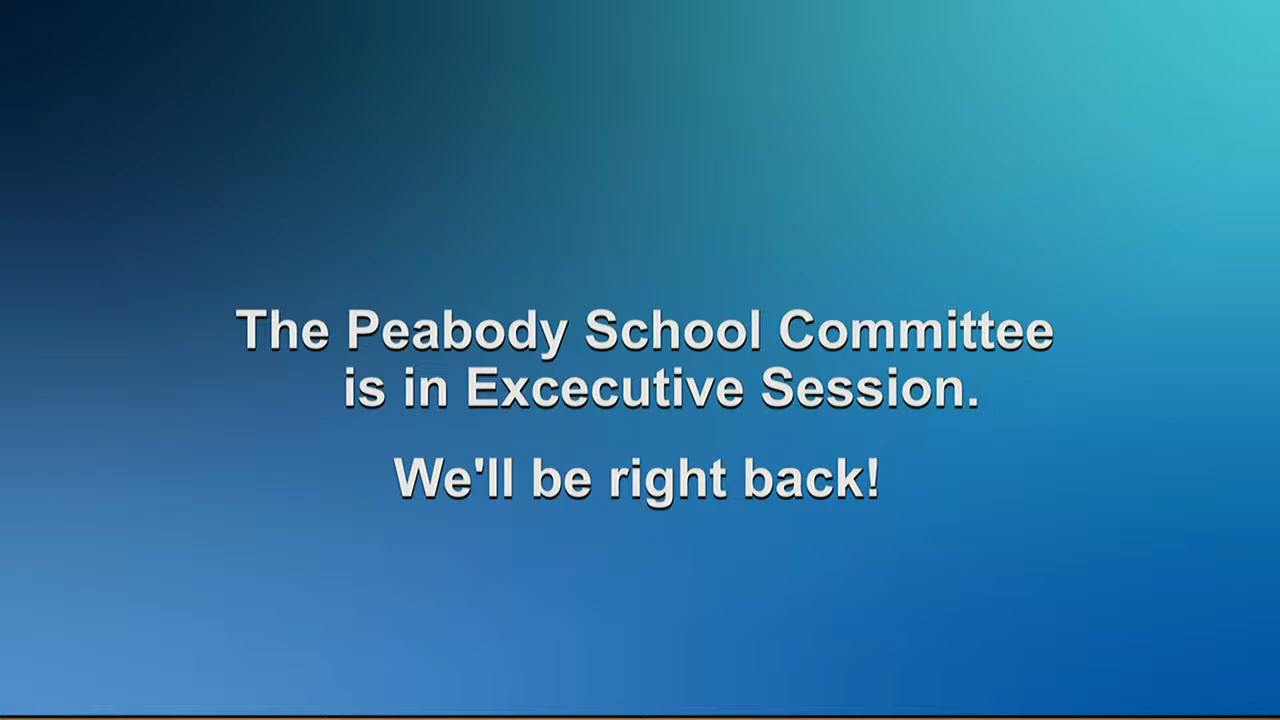 The Peabody School Committee
is in Excecutive Session.
We'll be right back!